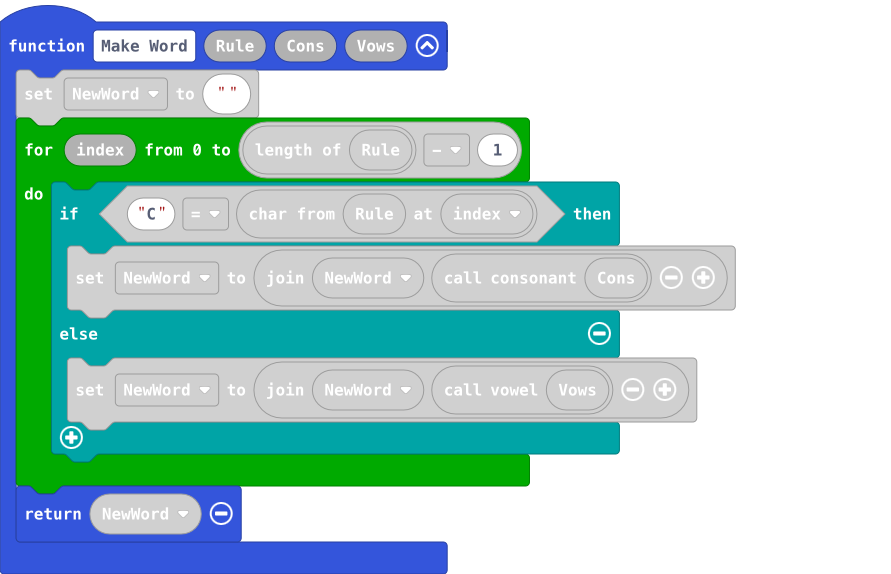 function Make Word Rule Cons Vows
set NewWord to ""
for index from 0 to length of Rule - 1
do
if "C" = char from Rule at index then
set NewWord to join NewWord call consonant Cons
else
set NewWord to join NewWord call vowel Vows
return NewWord